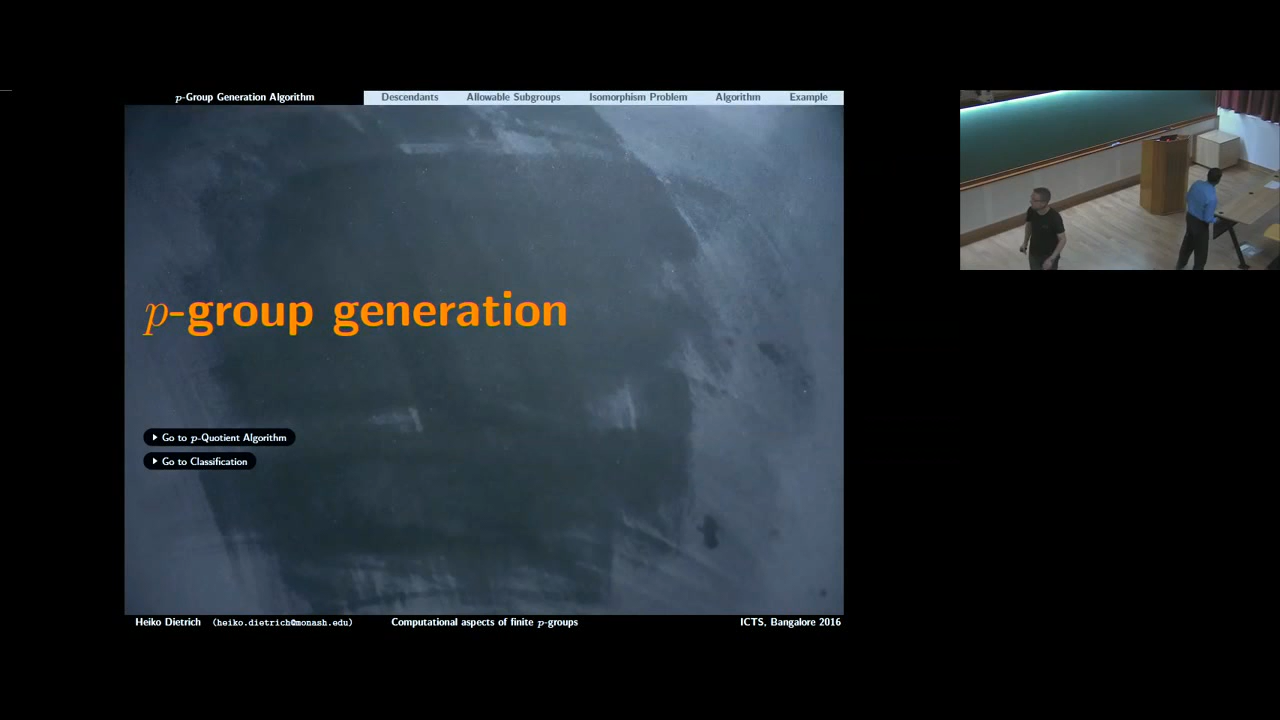 p-Group Generation Algorithm Descendants Allowable Subgroups Isomorphism Problem Algorithm Example
p-group generation
Go to p-Quotient Algorithm
Go to Classification
Heiko Dietrich (heiko.dietrich@monash.edu) Computational aspects of finite p-groups ICTS, Bangalore 2016